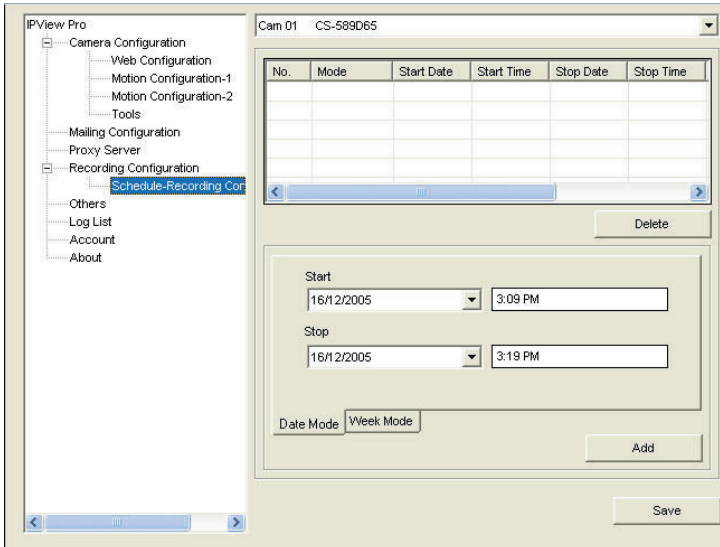 IPView Pro
Camera Configuration
Web Configuration
Motion Configuration-1
Motion Configuration-2
Tools
Mailing Configuration
Proxy Server
Recording Configuration
Schedule-Recording Con
Others
Log List
Account
About
Cam 01 CS-589D65
No. Mode Start Date Start Time Stop Date Stop Time
Delete
Start
16/12/2005 3:09 PM
Stop
16/12/2005 3:19 PM
Date Mode Week Mode
Add
Save